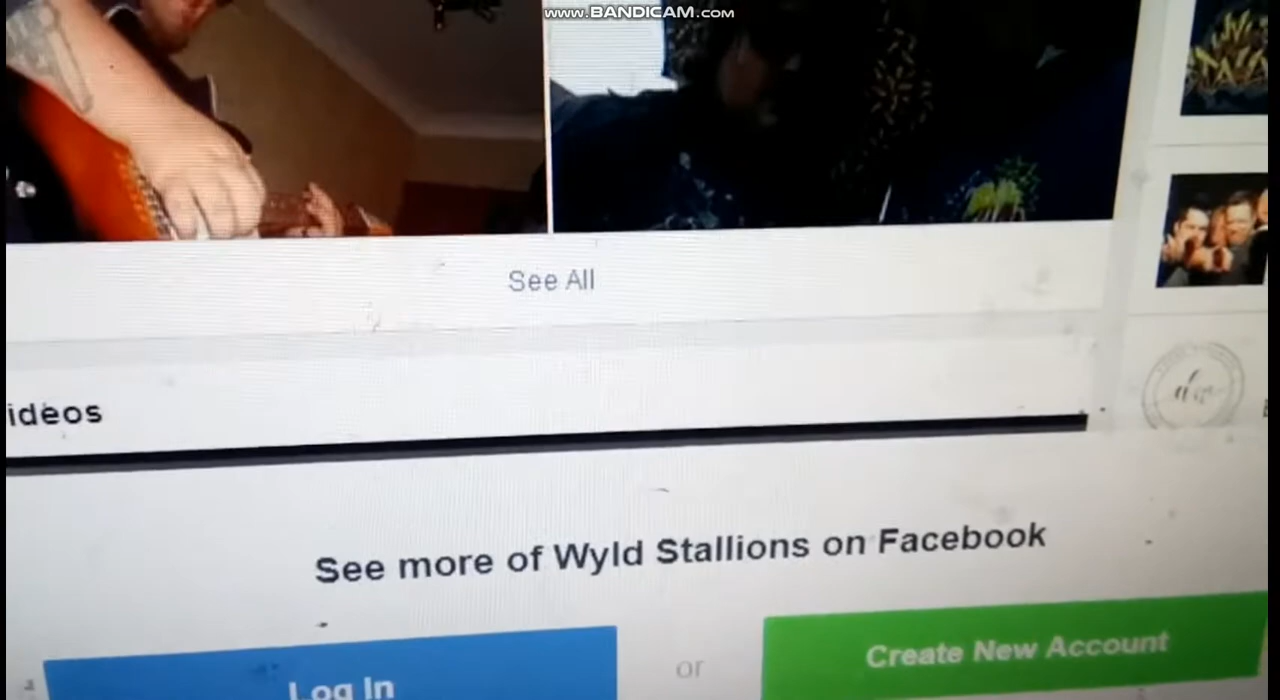 www.BANDICAM.com
See All
ideos
See more of Wyld Stallions on Facebook
Log In
or
Create New Account